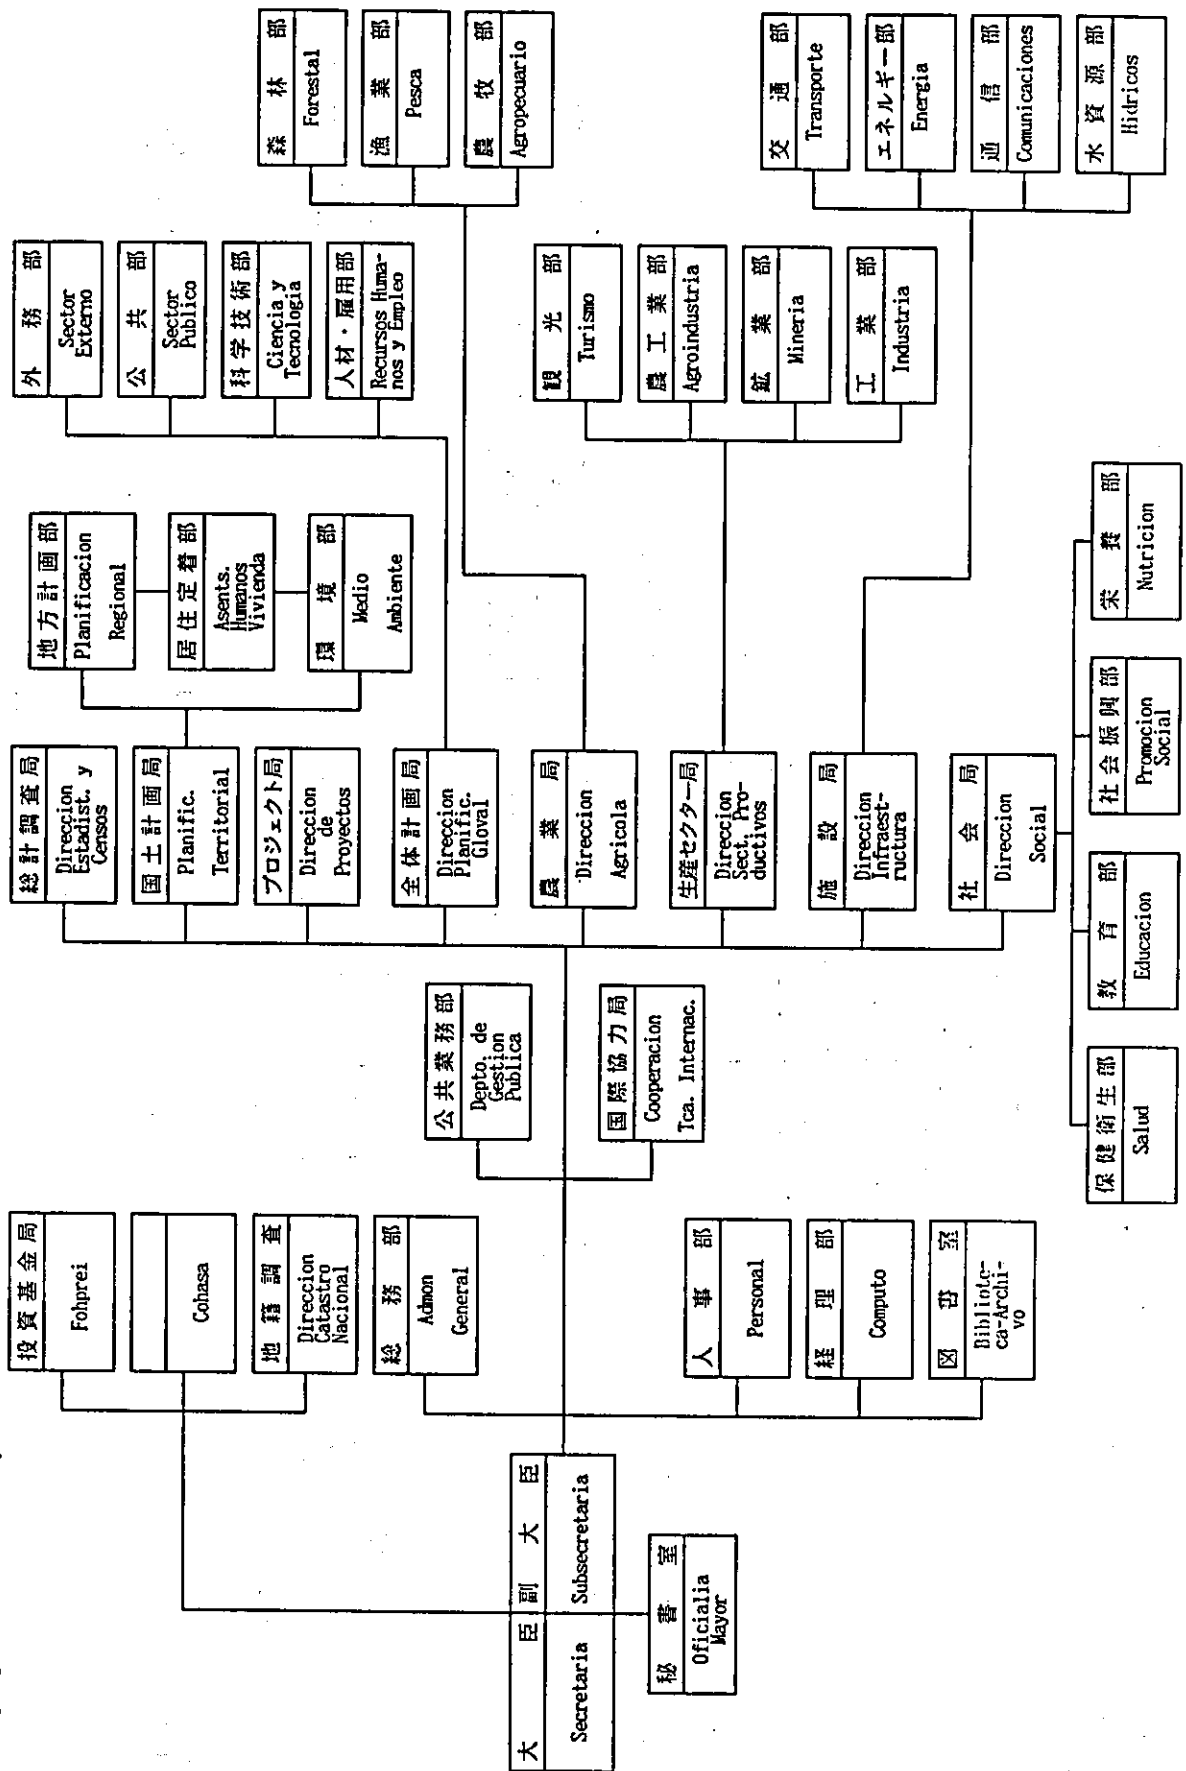 大臣
Secretaria
副大臣
Subsecretaria
秘書室
Oficialia
Mayor
投資基金局
Fohprei
Cohasa
地籍調査
Direccion
Catastro
Nacional
総務部
Admon
General
人事部
Personal
経理部
Computo
図書室
Bibliote-
ca-Archi-
vo
公共業務部
Depto. de
Gestion
Publica
国際協力局
Cooperacion
Tca. Internac.
総計調査局
Direccion
Estadist. y
Censos
国土計画局
Planific.
Territorial
プロジェクト局
Direccion
de
Proyectos
全体計画局
Direccion
Planific.
Gloval
農業局
Direccion
Agricola
生産セクター局
Direccion
Sect. Pro-
ductivos
施設局
Direccion
Infraest-
ructura
社会局
Direccion
Social
地方計画部
Planificacion
Regional
居住定着部
Asents.
Humanos
Vivienda
環境部
Medio
Ambiente
外務部
Sector
Externo
公共部
Sector
Publico
科学技術部
Ciencia y
Tecnologia
人材・雇用部
Recursos Huma-
nos y Empleo
森林部
Forestal
漁業部
Pesca
農牧部
Agropecuario
観光部
Turismo
農工業部
Agroindustria
鉱業部
Mineria
工業部
Industria
交通部
Transporte
エネルギー部
Energia
通信部
Comunicaciones
水資源部
Hidricos
保健衛生部
Salud
教育部
Educacion
社会振興部
Promocion
Social
栄養部
Nutricion